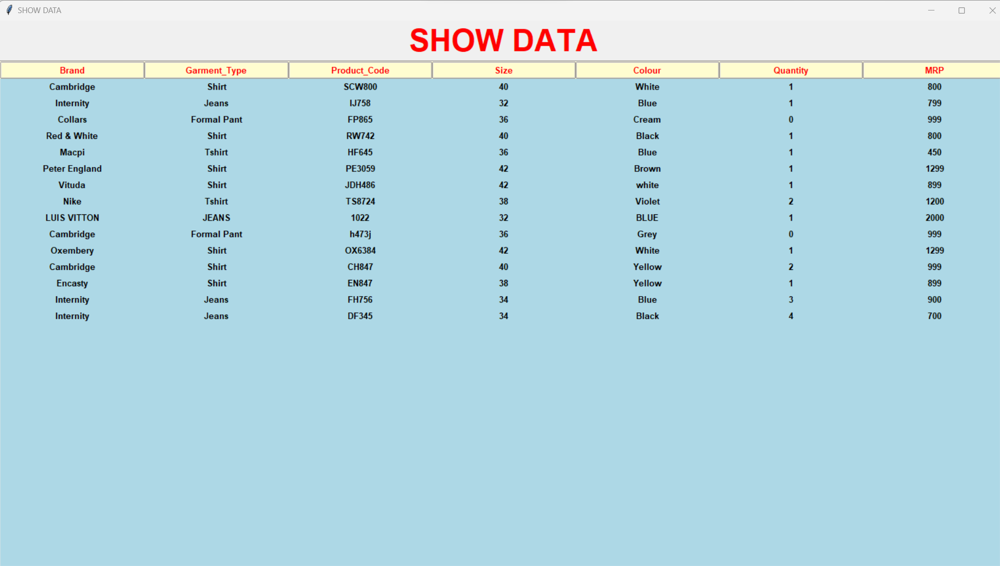 SHOW DATA
SHOW DATA
Brand Garment_Type Product_Code Size Colour Quantity MRP
Cambridge Shirt SCW800 40 White 1 800
Internity Jeans IJ758 32 Blue 1 799
Collars Formal Pant FP865 36 Cream 0 999
Red & White Shirt RW742 40 Black 1 800
Macpi Tshirt HF645 36 Blue 1 450
Peter England Shirt PE3059 42 Brown 1 1299
Vituda Shirt JDH486 42 white 1 899
Nike Tshirt TS8724 38 Violet 2 1200
LUIS VITTON JEANS 1022 32 BLUE 1 2000
Cambridge Formal Pant h473j 36 Grey 0 999
Oxembery Shirt OX6384 42 White 1 1299
Cambridge Shirt CH847 40 Yellow 2 999
Encasty Shirt EN847 38 Yellow 1 899
Internity Jeans FH756 34 Blue 3 900
Internity Jeans DF345 34 Black 4 700